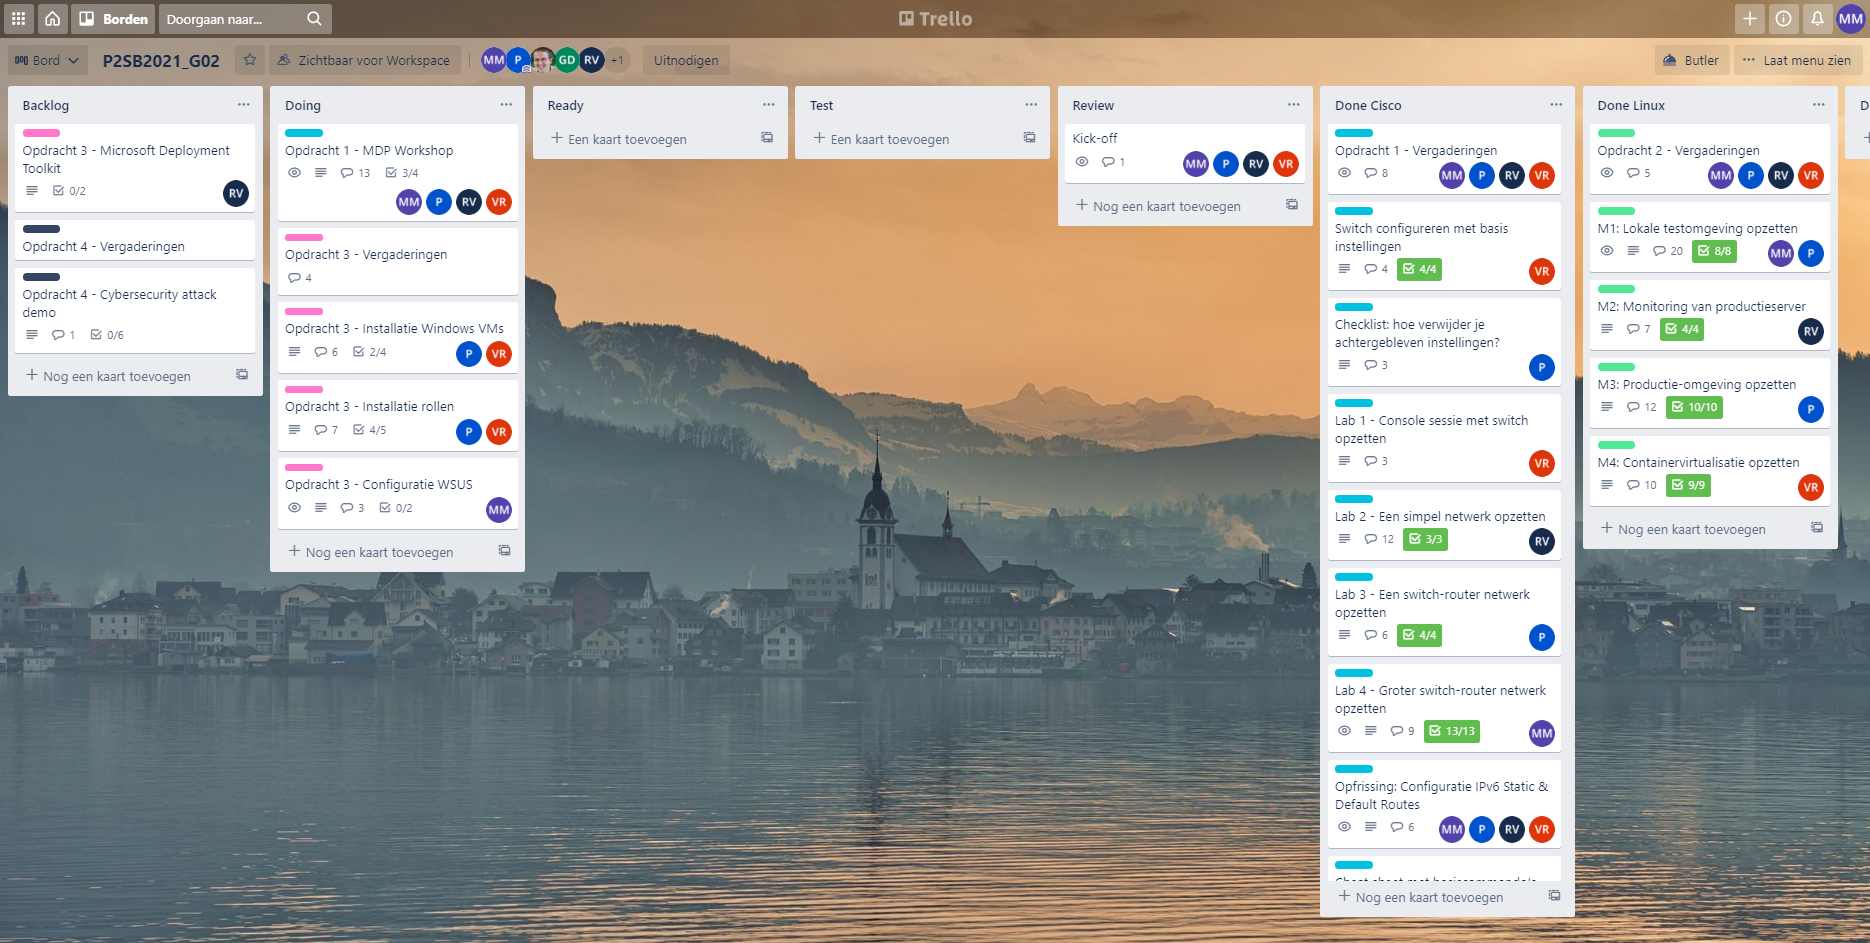 Borden
Doorgaan naar...
Trello
MM
Bord
P2SB2021_G02
Zichtbaar voor Workspace
MM P GD RV +1
Uitnodigen
Butler
Laat menu zien
Backlog
Opdracht 3 - Microsoft Deployment
Toolkit
0/2
RV
Opdracht 4 - Vergaderingen
Opdracht 4 - Cybersecurity attack
demo
1 0/6
Nog een kaart toevoegen
Doing
Opdracht 1 - MDP Workshop
13 3/4
MM P RV VR
Opdracht 3 - Vergaderingen
4
Opdracht 3 - Installatie Windows VMs
6 2/4
P VR
Opdracht 3 - Installatie rollen
7 4/5
P VR
Opdracht 3 - Configuratie WSUS
3 0/2
MM
Nog een kaart toevoegen
Ready
Een kaart toevoegen
Test
Een kaart toevoegen
Review
Kick-off
1
MM P RV VR
Nog een kaart toevoegen
Done Cisco
Opdracht 1 - Vergaderingen
8
MM P RV VR
Switch configureren met basis
instellingen
4 4/4
VR
Checklist: hoe verwijder je
achtergebleven instellingen?
3
P
Lab 1 - Console sessie met switch
opzetten
3
VR
Lab 2 - Een simpel netwerk opzetten
12 3/3
RV
Lab 3 - Een switch-router netwerk
opzetten
6 4/4
P
Lab 4 - Groter switch-router netwerk
opzetten
9 13/13
MM
Opfrissing: Configuratie IPv6 Static &
Default Routes
6
MM P RV VR
Cheat sheet met basiscommando's
Nog een kaart toevoegen
Done Linux
Opdracht 2 - Vergaderingen
5
MM P RV VR
M1: Lokale testomgeving opzetten
20 8/8
MM P
M2: Monitoring van productieserver
7 4/4
RV
M3: Productie-omgeving opzetten
12 10/10
P
M4: Containervirtualisatie opzetten
10 9/9
VR
Nog een kaart toevoegen
D